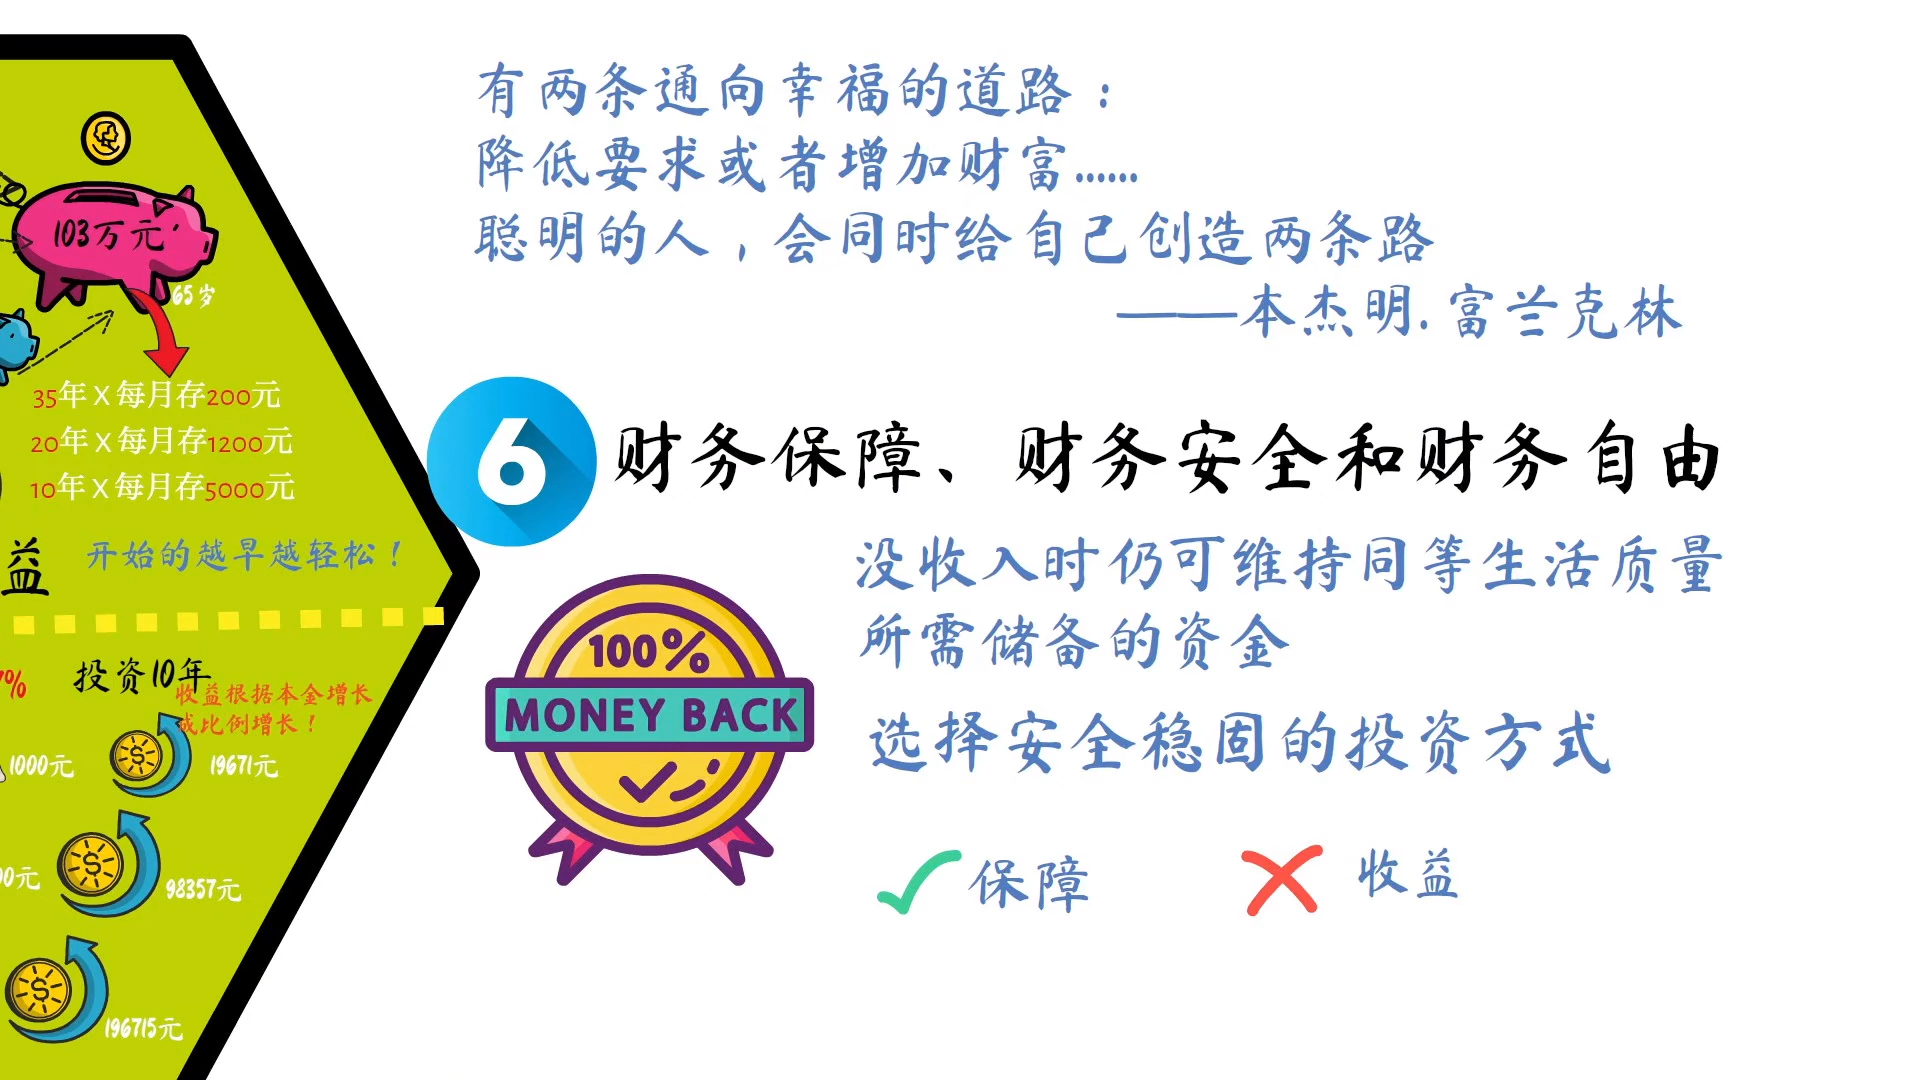 有两条通向幸福的道路：
降低要求或者增加财富......
聪明的人，会同时给自己创造两条路
——本杰明.富兰克林
6
财务保障、财务安全和财务自由
没收入时仍可维持同等生活质量
所需储备的资金
选择安全稳固的投资方式
保障
收益
100%
MONEY BACK
103万元
65岁
35年X每月存200元
20年X每月存1200元
10年X每月存5000元
益
开始的越早越轻松！
%
投资10年
收益根据本金增长
成比例增长！
1000元
19671元
00元
98357元
196715元